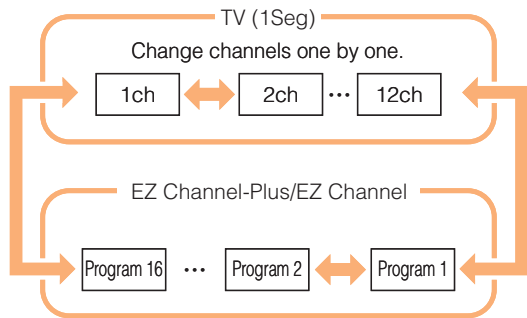 TV (1Seg)
Change channels one by one.
1ch 2ch ••• 12ch
EZ Channel-Plus/EZ Channel
Program 16 ••• Program 2 Program 1